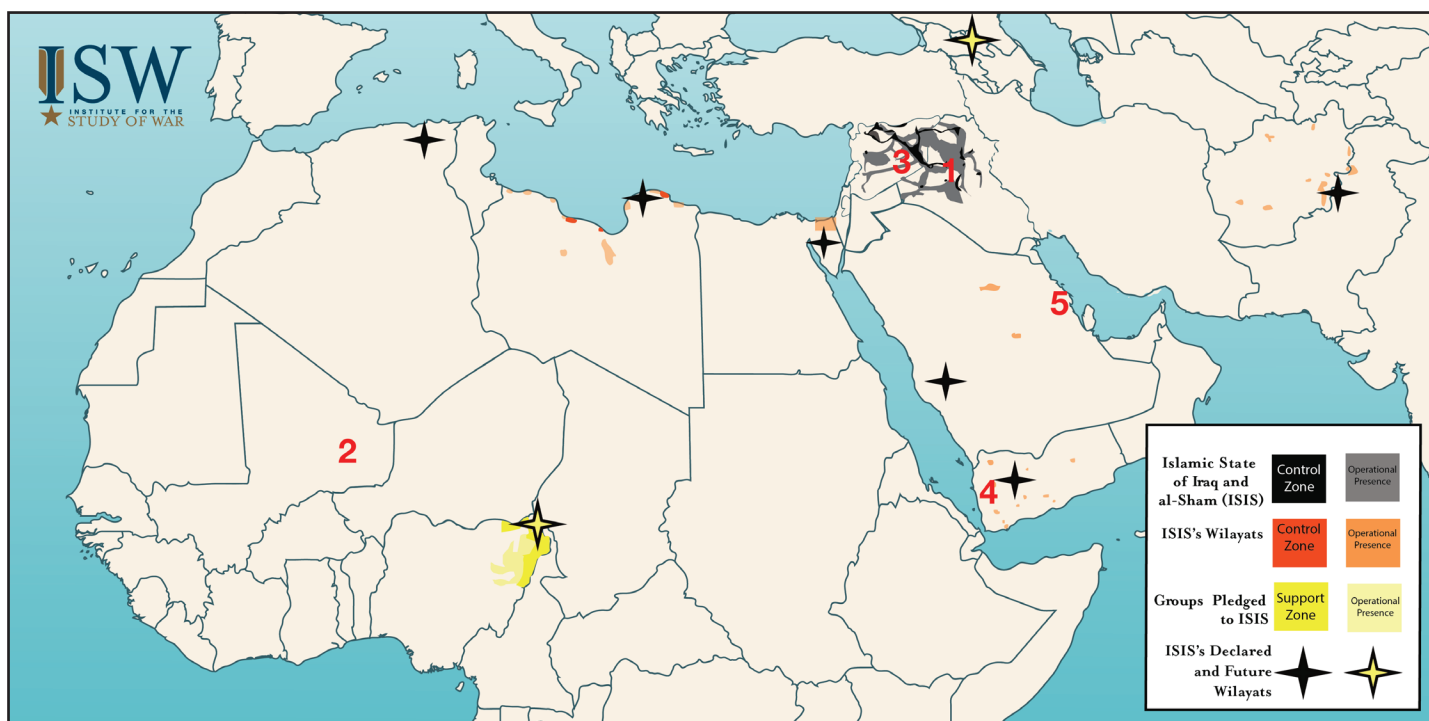 ISW
INSTITUTE FOR THE
STUDY OF WAR
3
1
5
2
4
Islamic State
of Iraq and
al-Sham (ISIS)
Control
Zone
Operational
Presence
ISIS's Wilayats
Control
Zone
Operational
Presence
Groups Pledged
to ISIS
Support
Zone
Operational
Presence
ISIS's Declared
and Future
Wilayats